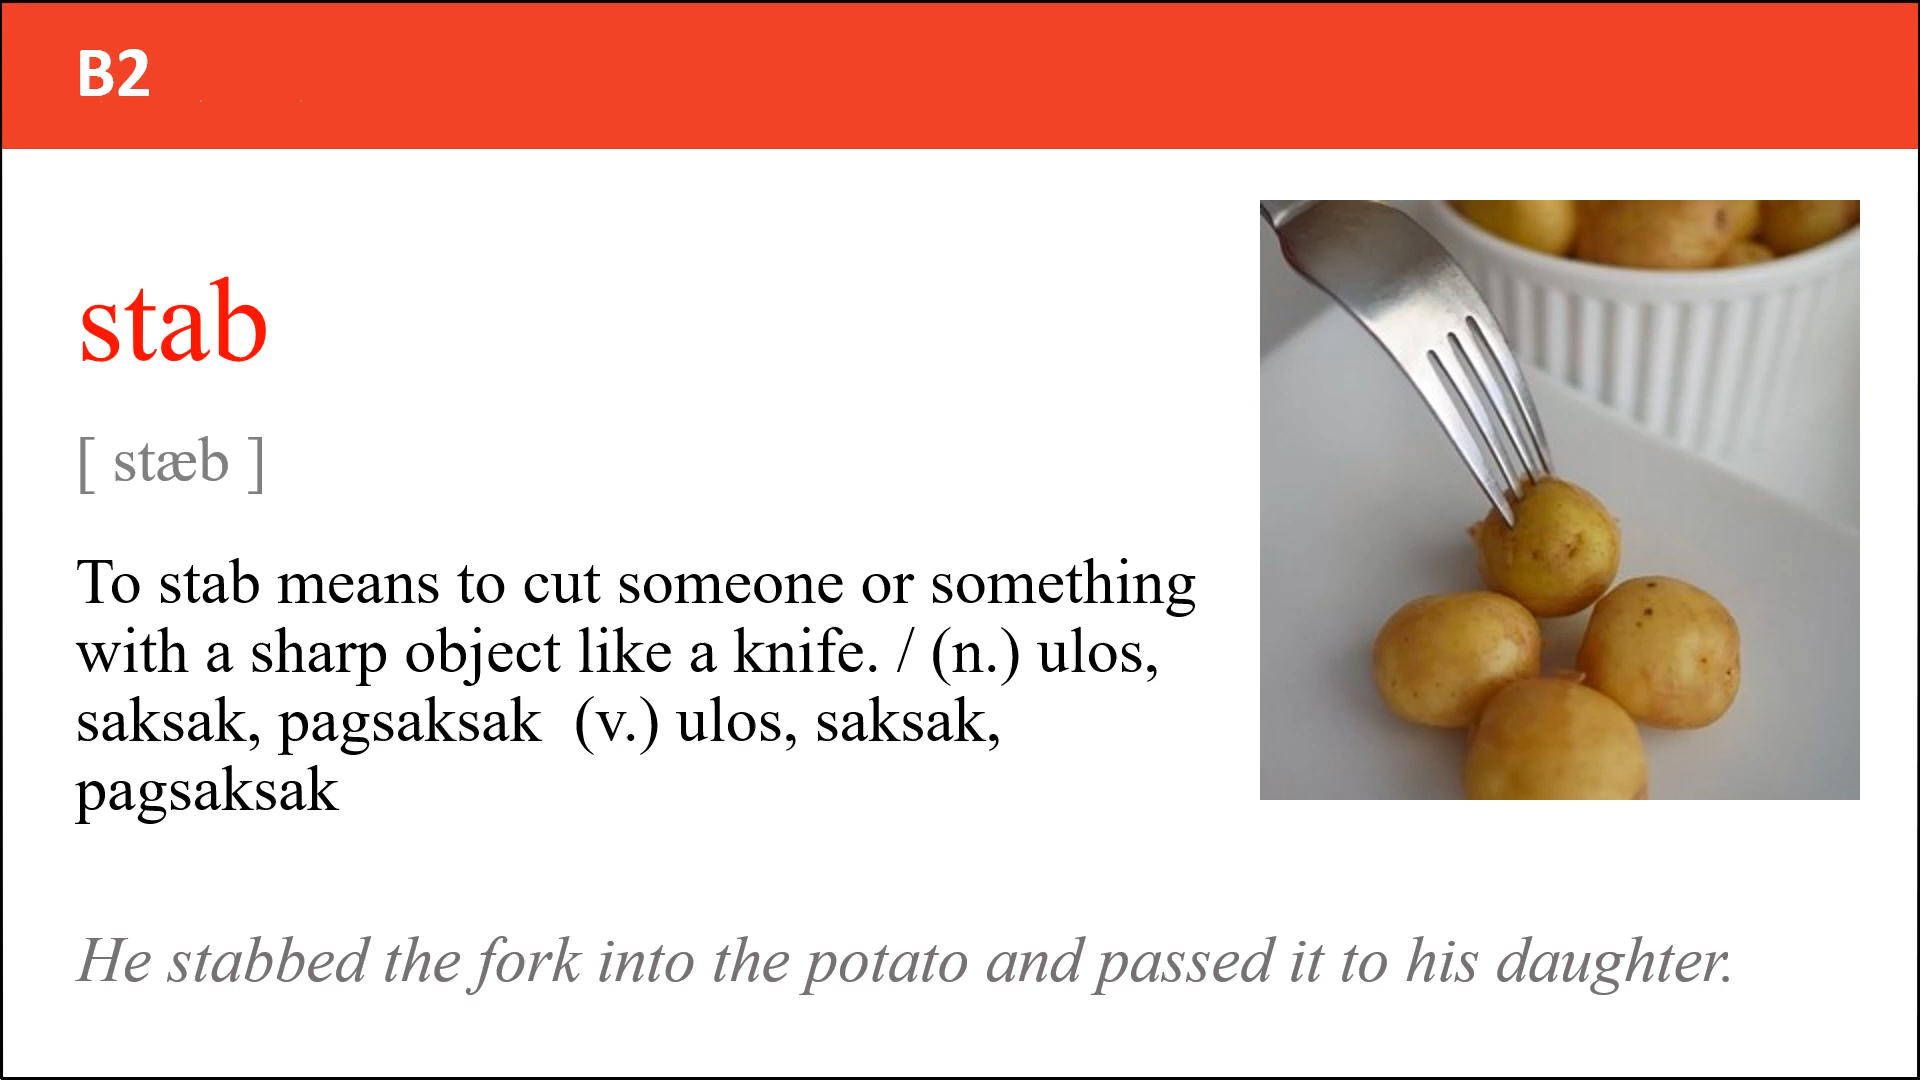 B2
stab
[ stæb ]
To stab means to cut someone or something
with a sharp object like a knife. / (n.) ulos,
saksak, pagsaksak  (v.) ulos, saksak,
pagsaksak
He stabbed the fork into the potato and passed it to his daughter.